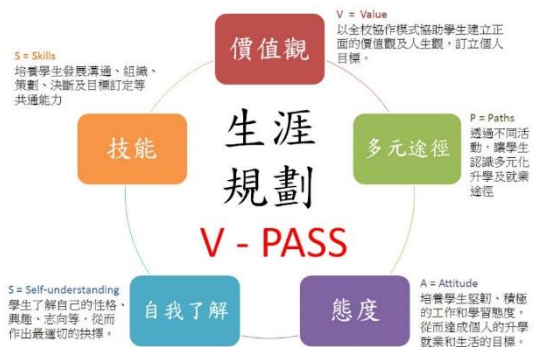 V = Value
以全校協作模式協助學生建立正
面的價值觀及人生觀，訂立個人
目標。
價值觀
S = Skills
培養學生發展溝通、組織、
策劃、決斷及目標訂定等
共通能力
技能
P = Paths
透過不同活
動，讓學生
認識多元化
升學及就業
途徑
多元途徑
生涯
規劃
V - PASS
S = Self-understanding
學生了解自己的性格、
興趣、志向等，從而
作出最適切的抉擇。
自我了解
A = Attitude
培養學生堅韌、積極
的工作和學習態度，
從而達成個人的升學
就業和生活的目標。
態度